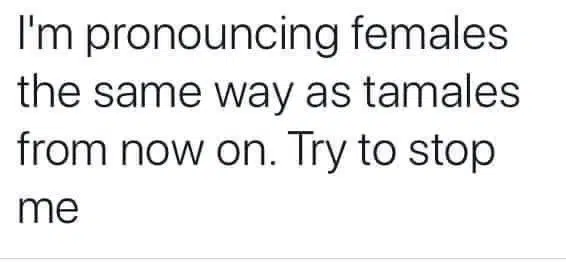 I'm pronouncing females
the same way as tamales
from now on. Try to stop
me